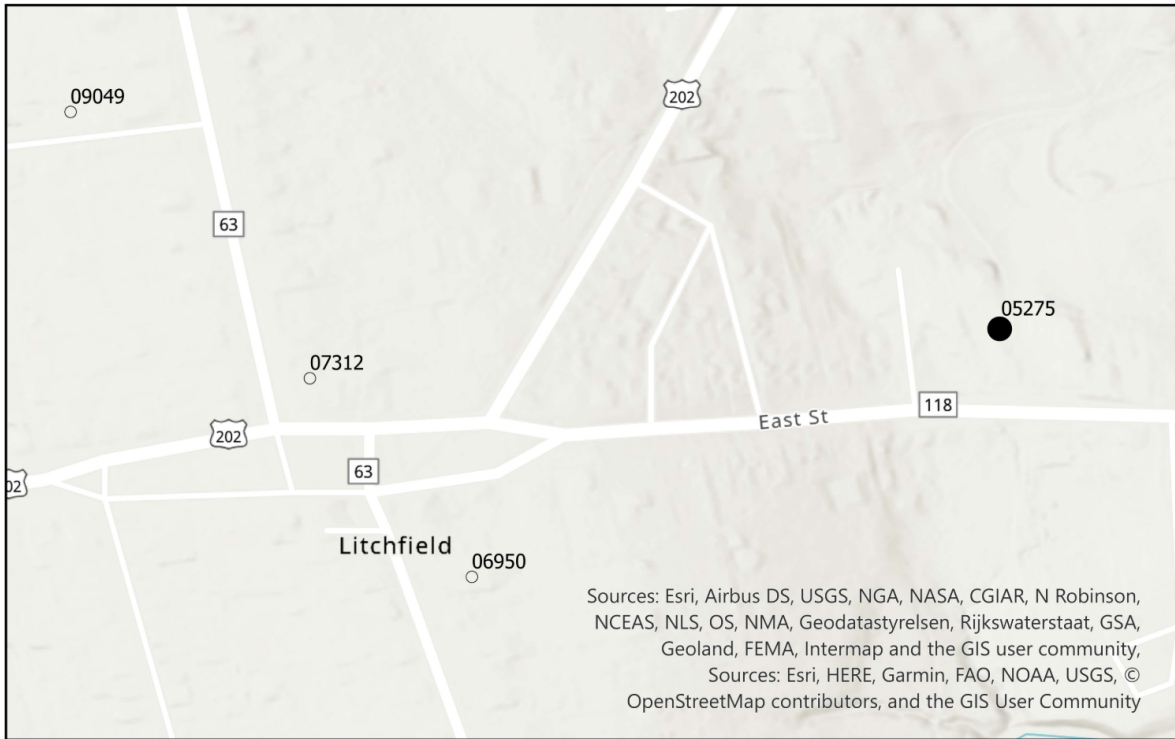 09049
202
63
05275
07312
118
East St
202
63
02
Litchfield
06950
Sources: Esri, Airbus DS, USGS, NGA, NASA, CGIAR, N Robinson,
NCEAS, NLS, OS, NMA, Geodatastyrelsen, Rijkswaterstaat, GSA,
Geoland, FEMA, Intermap and the GIS user community,
Sources: Esri, HERE, Garmin, FAO, NOAA, USGS, ©
OpenStreetMap contributors, and the GIS User Community